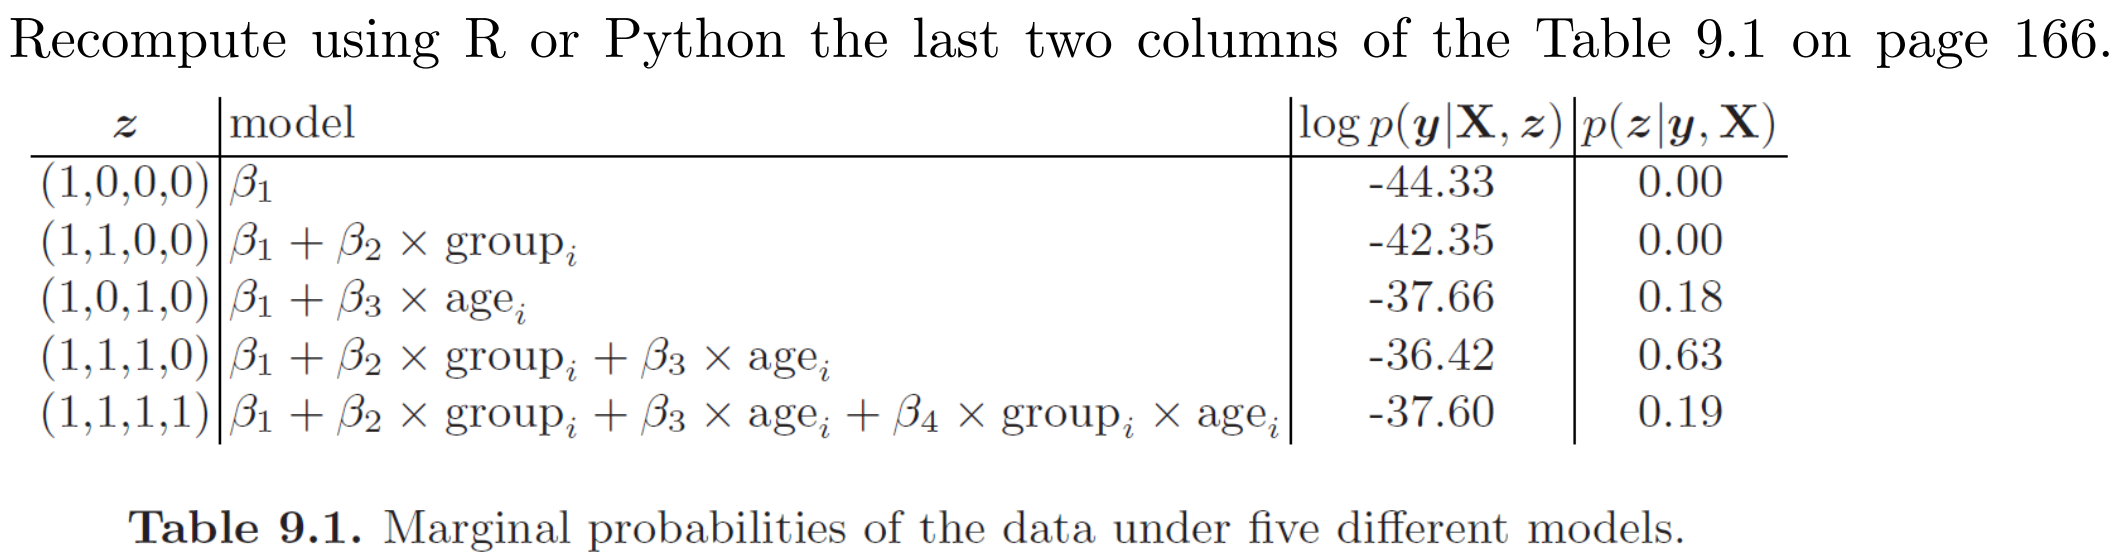 Recompute using R or Python the last two columns of the Table 9.1 on page 166.
z model log p(y|X, z) p(z|y, X)
(1,0,0,0) β₁ -44.33 0.00
(1,1,0,0) β₁ + β₂ × groupᵢ -42.35 0.00
(1,0,1,0) β₁ + β₃ × ageᵢ -37.66 0.18
(1,1,1,0) β₁ + β₂ × groupᵢ + β₃ × ageᵢ -36.42 0.63
(1,1,1,1) β₁ + β₂ × groupᵢ + β₃ × ageᵢ + β₄ × groupᵢ × ageᵢ -37.60 0.19
Table 9.1. Marginal probabilities of the data under five different models.